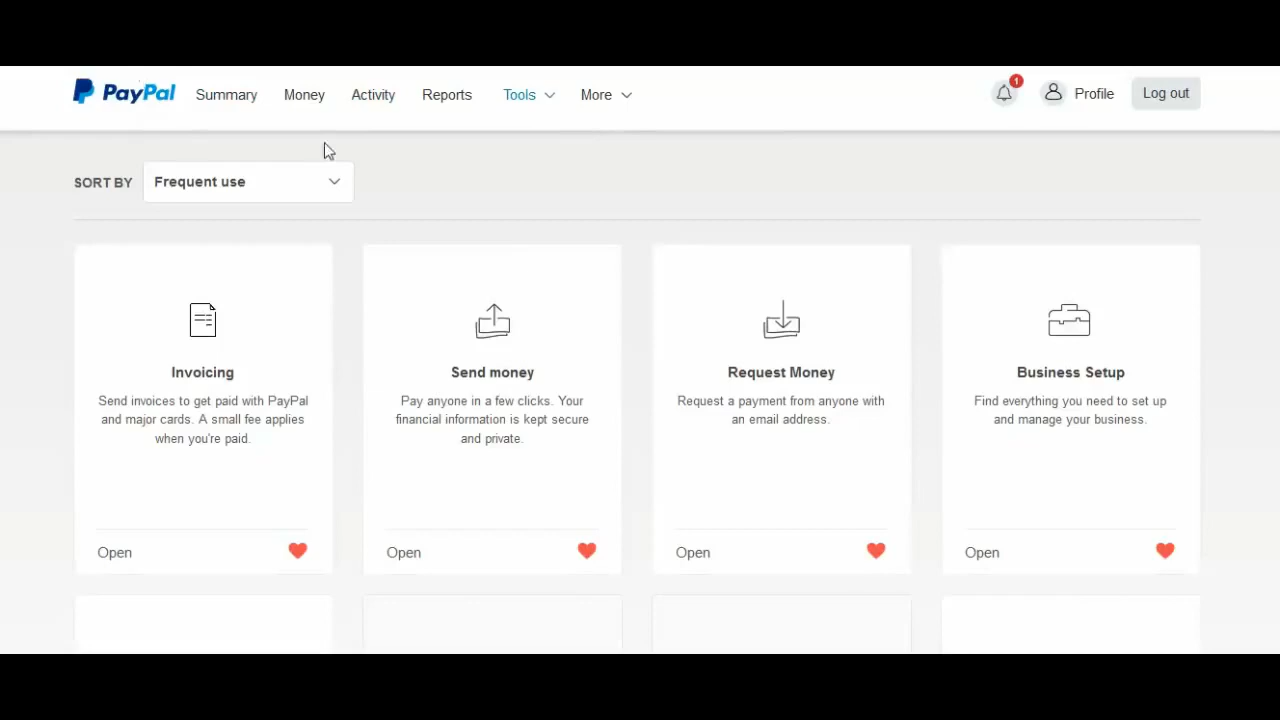 PayPal Summary Money Activity Reports Tools More 1 Profile Log out
SORT BY Frequent use
Invoicing
Send invoices to get paid with PayPal
and major cards. A small fee applies
when you're paid.
Open
Send money
Pay anyone in a few clicks. Your
financial information is kept secure
and private.
Open
Request Money
Request a payment from anyone with
an email address.
Open
Business Setup
Find everything you need to set up
and manage your business.
Open